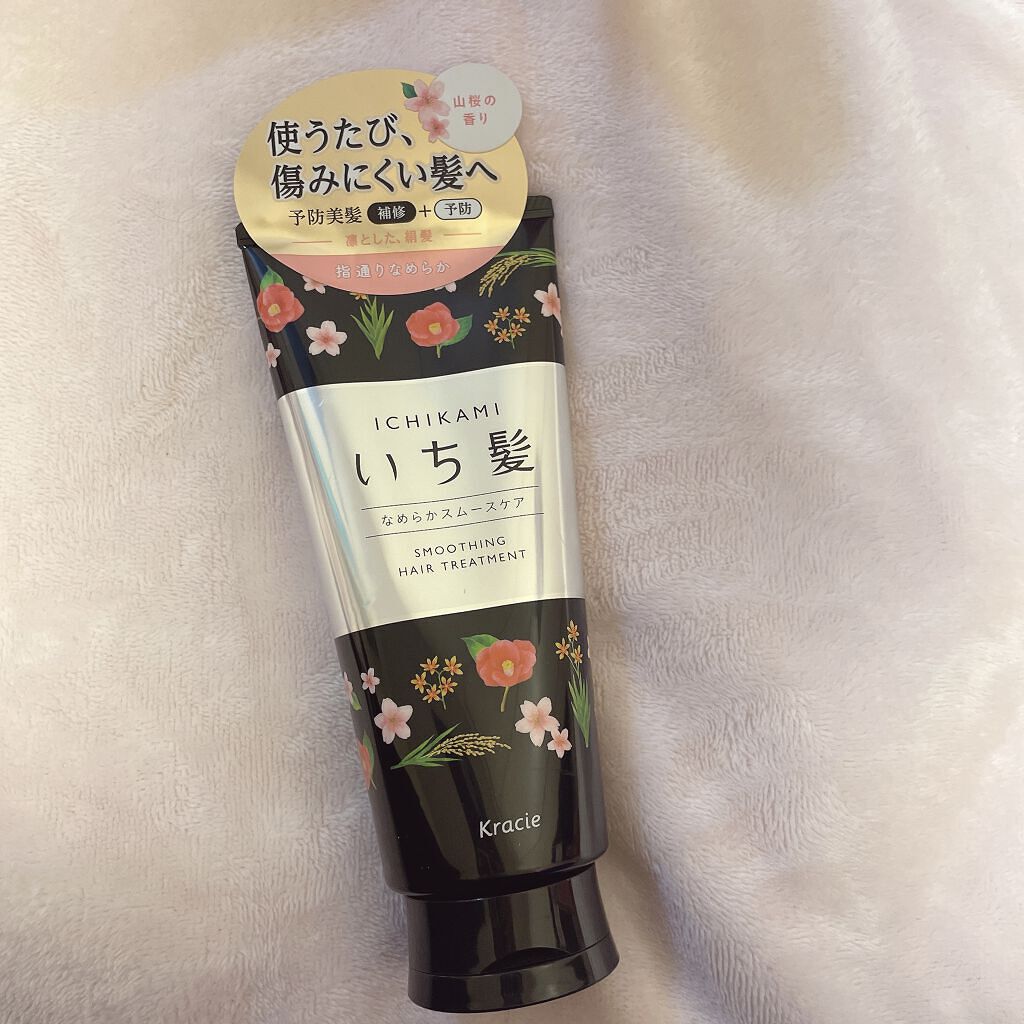 山桜の
香り
使うたび、
傷みにくい髪へ
予防美髪 補修+予防
凛とした、絹髪
指通りなめらか
ICHIKAMI
いち髪
なめらかスムースケア
SMOOTHING
HAIR TREATMENT
Kracie